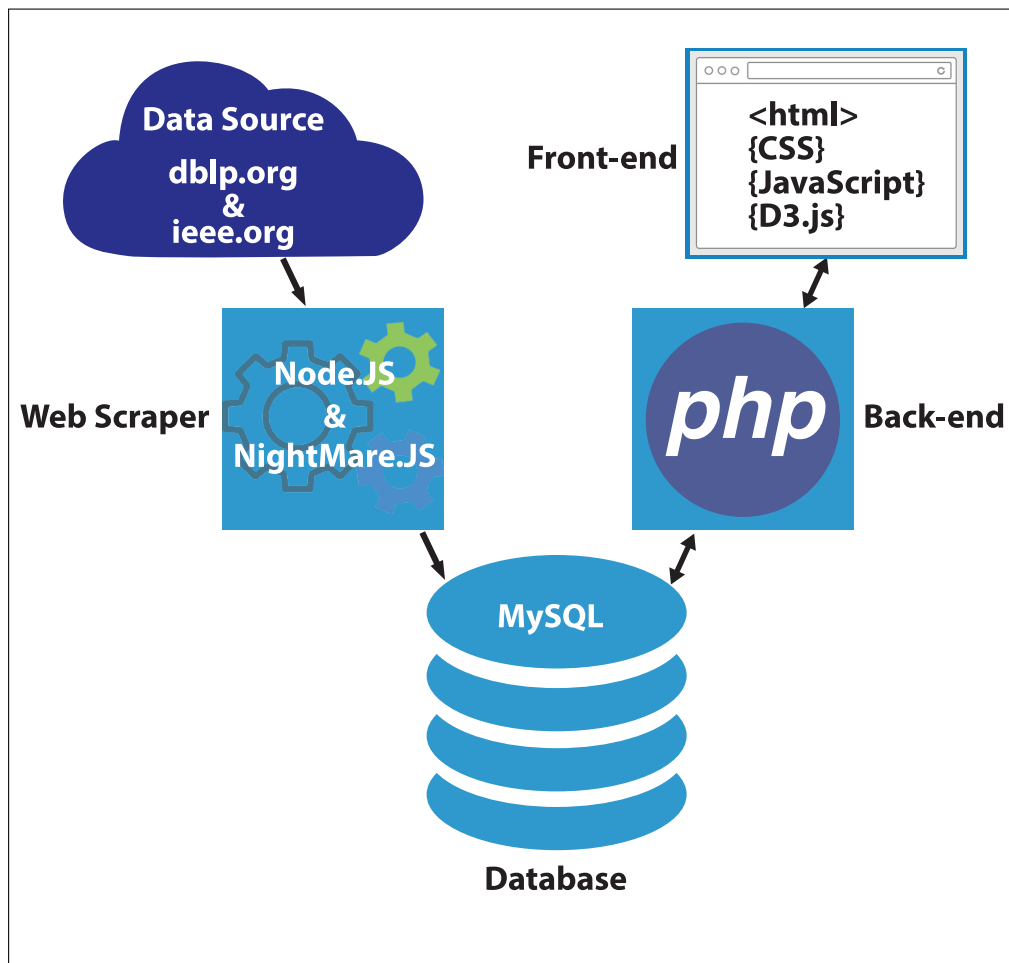 Data Source
dblp.org
&
ieee.org
Front-end
<html>
{CSS}
{JavaScript}
{D3.js}
Web Scraper
Node.JS
&
NightMare.JS
php
Back-end
MySQL
Database